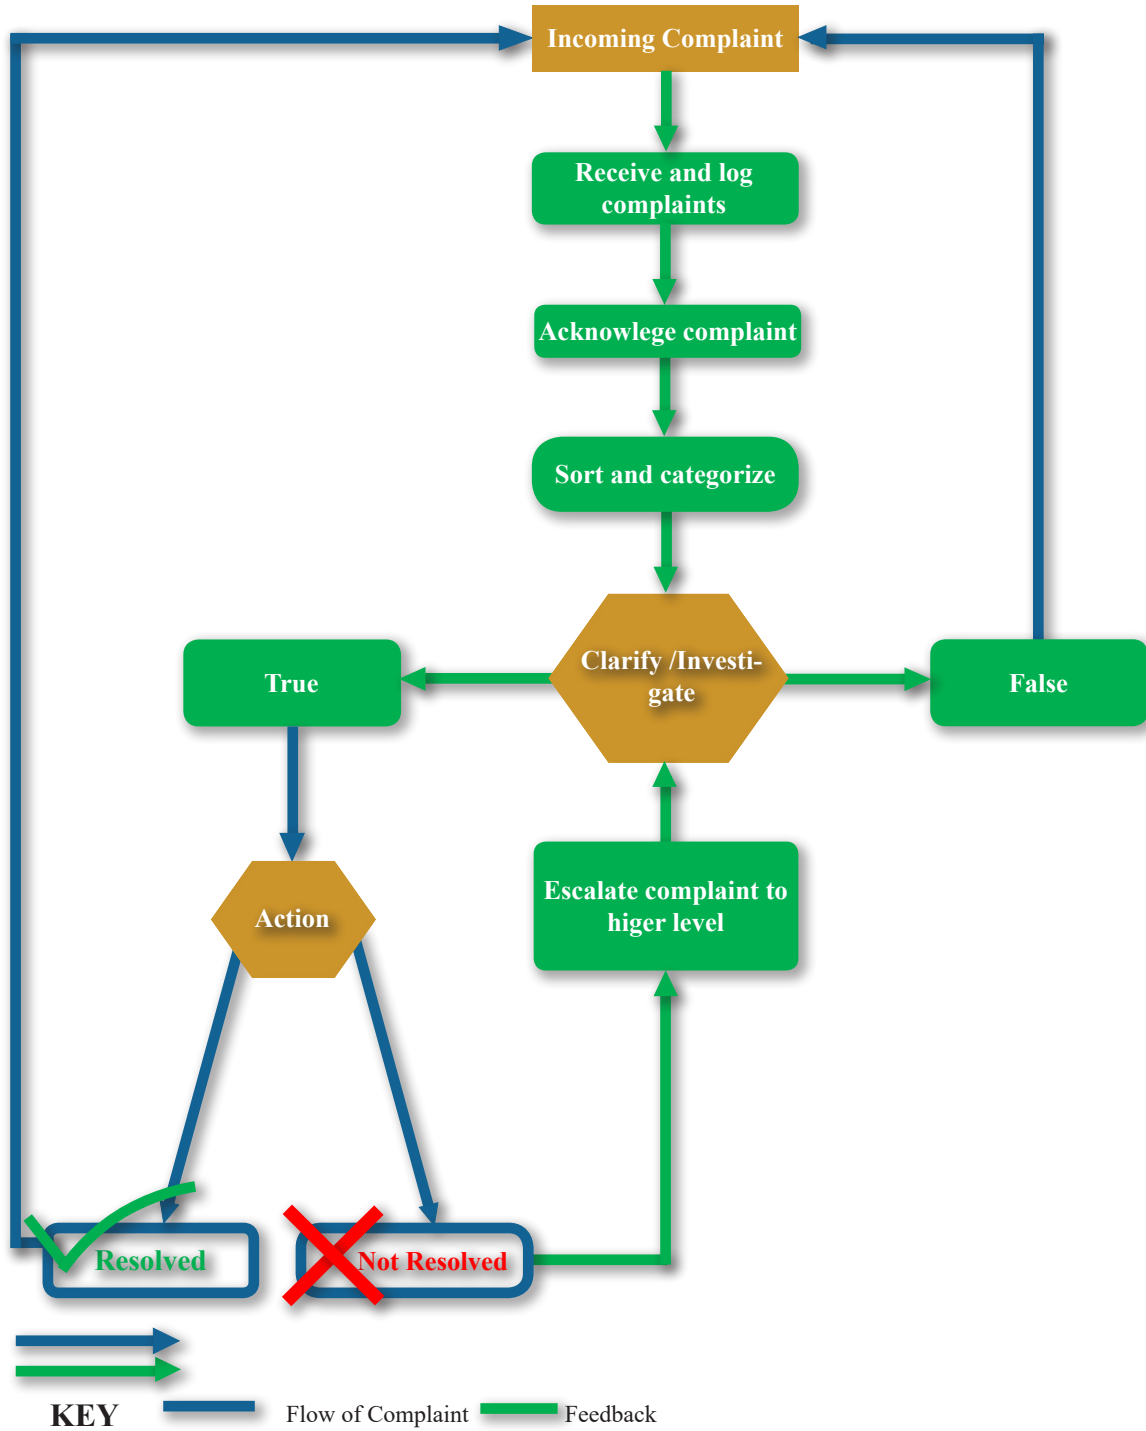 Incoming Complaint
Receive and log
complaints
Acknowlege complaint
Sort and categorize
Clarify /Investi-
gate
True
False
Escalate complaint to
higer level
Action
Resolved
Not Resolved
KEY
Flow of Complaint
Feedback